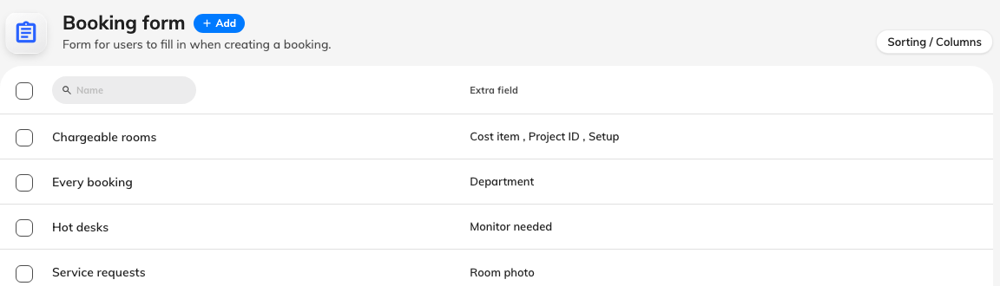 Booking form
+ Add
Form for users to fill in when creating a booking.
Sorting / Columns
Name
Extra field
Chargeable rooms
Cost item , Project ID , Setup
Every booking
Department
Hot desks
Monitor needed
Service requests
Room photo